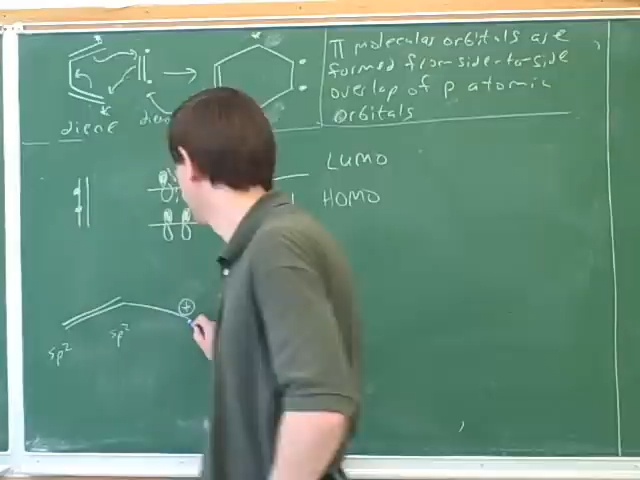 π molecular orbitals are
formed from side-to-side
overlap of p atomic
orbitals
diene
LUMO
HOMO
+
sp²
sp²